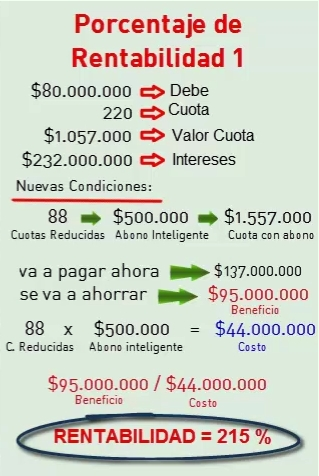 Porcentaje de
Rentabilidad 1
$80.000.000 Debe
220 Cuota
$1.057.000 Valor Cuota
$232.000.000 Intereses
Nuevas Condiciones:
88 $500.000 $1.557.000
Cuotas Reducidas Abono Inteligente Cuota con abono
va a pagar ahora $137.000.000
se va a ahorrar $95.000.000
Beneficio
88 x $500.000 = $44.000.000
C. Reducidas Abono inteligente Costo
$95.000.000 / $44.000.000
Beneficio Costo
RENTABILIDAD = 215 %